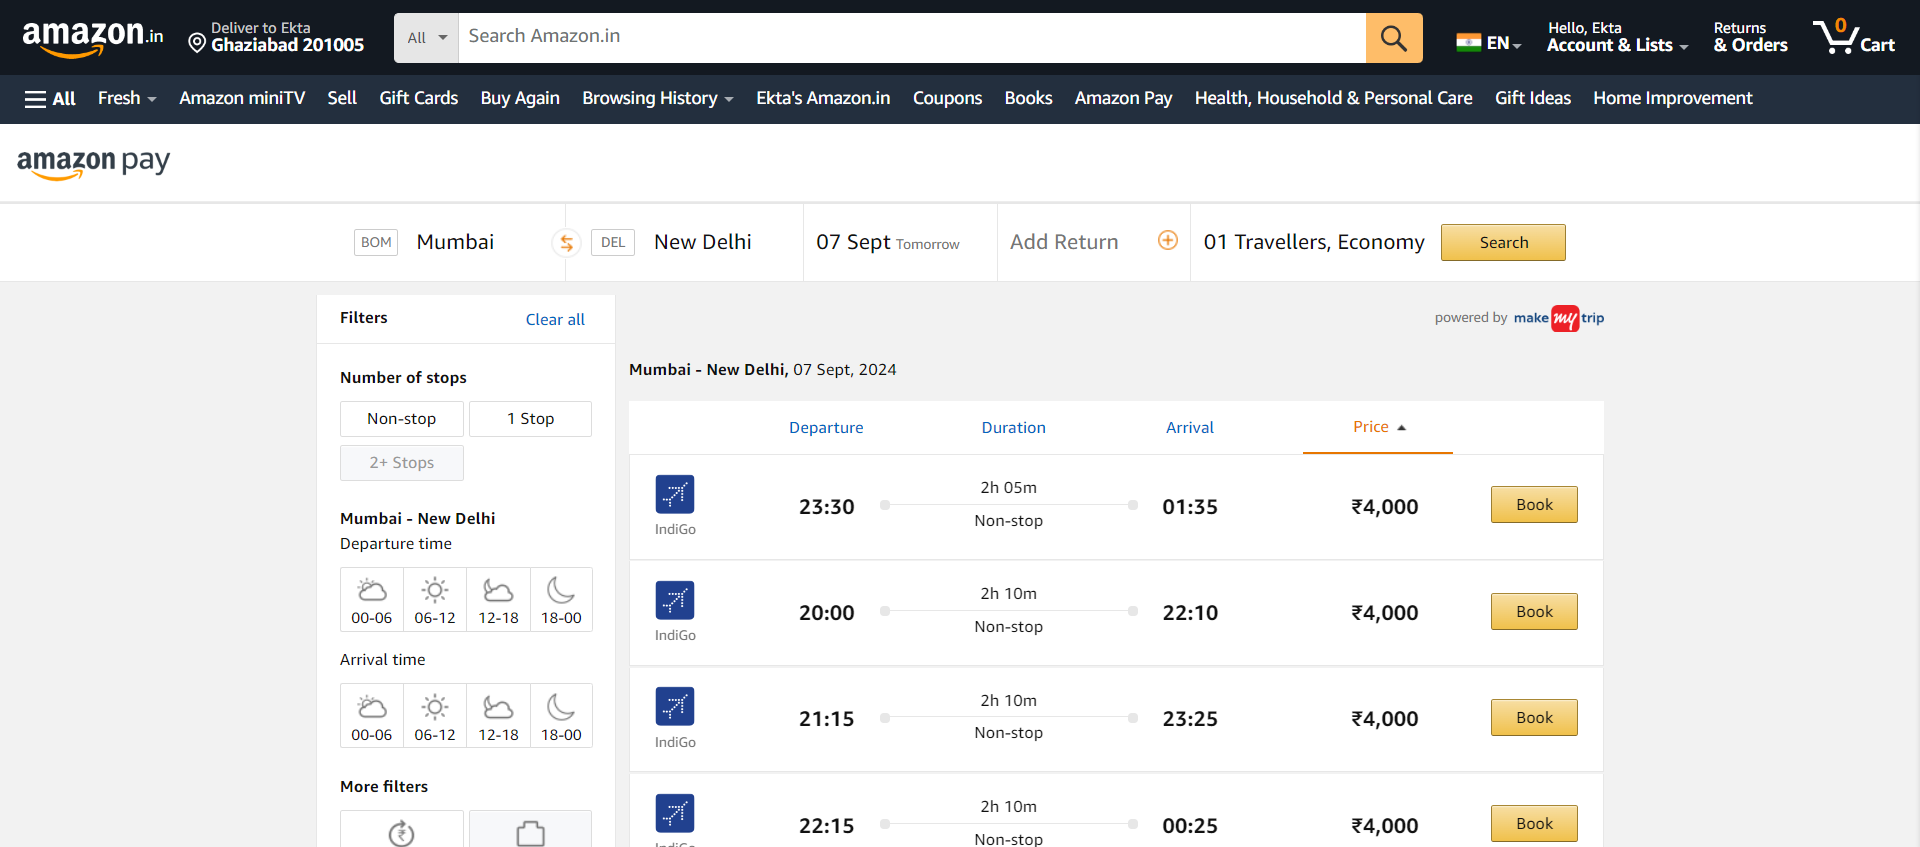 amazon.in
Deliver to Ekta
Ghaziabad 201005
All
Search Amazon.in
EN
Hello, Ekta
Account & Lists
Returns
& Orders
0
Cart
All Fresh Amazon miniTV Sell Gift Cards Buy Again Browsing History Ekta's Amazon.in Coupons Books Amazon Pay Health, Household & Personal Care Gift Ideas Home Improvement
amazon pay
BOM Mumbai DEL New Delhi 07 Sept Tomorrow Add Return 01 Travellers, Economy Search
Filters Clear all
Number of stops
Non-stop 1 Stop
2+ Stops
Mumbai - New Delhi
Departure time
00-06 06-12 12-18 18-00
Arrival time
00-06 06-12 12-18 18-00
More filters
powered by make my trip
Mumbai - New Delhi, 07 Sept, 2024
Departure Duration Arrival Price
IndiGo
23:30
2h 05m
Non-stop
01:35
₹4,000
Book
IndiGo
20:00
2h 10m
Non-stop
22:10
₹4,000
Book
IndiGo
21:15
2h 10m
Non-stop
23:25
₹4,000
Book
IndiGo
22:15
2h 10m
Non-stop
00:25
₹4,000
Book